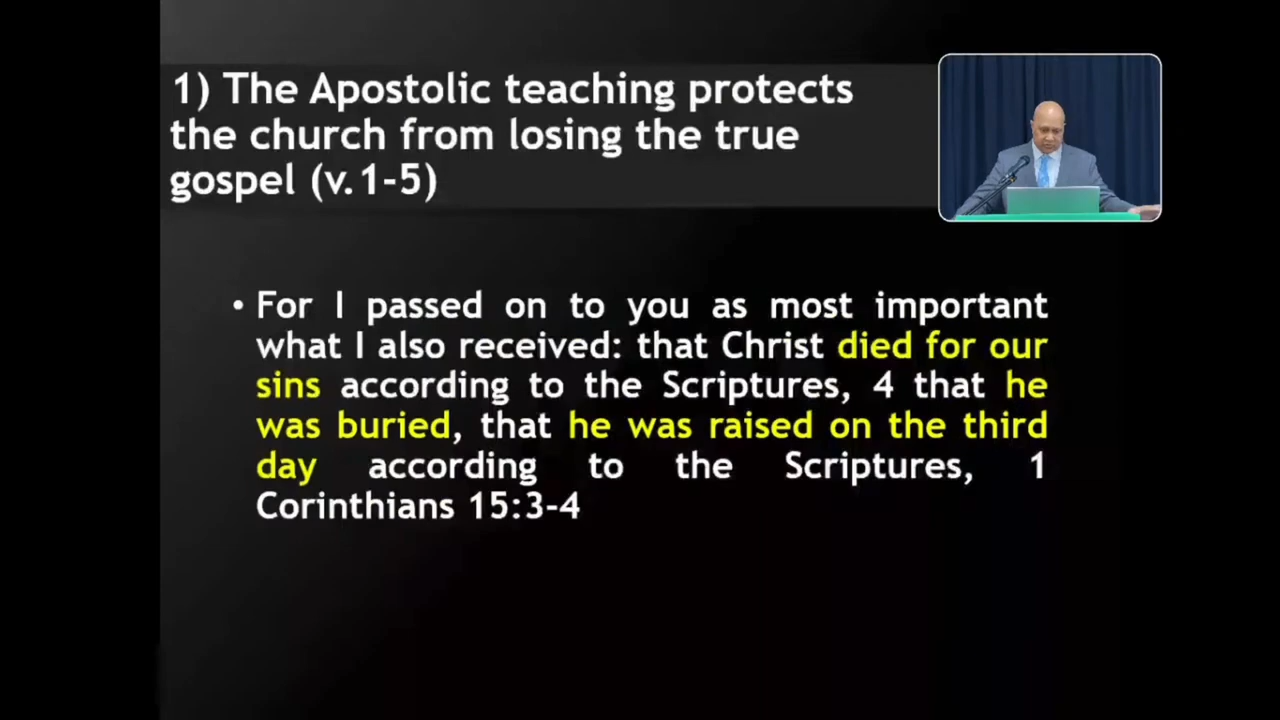 1) The Apostolic teaching protects
the church from losing the true
gospel (v.1-5)
• For I passed on to you as most important
what I also received: that Christ died for our
sins according to the Scriptures, 4 that he
was buried, that he was raised on the third
day according to the Scriptures, 1
Corinthians 15:3-4